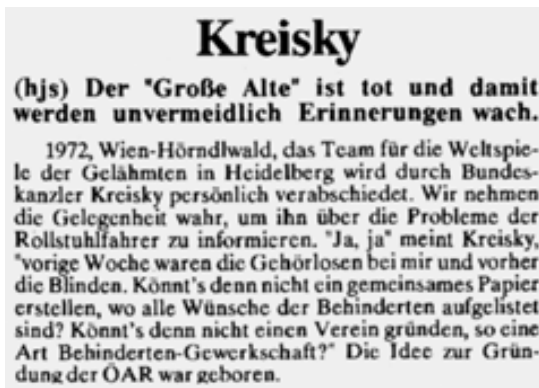 Kreisky
(hjs) Der "Große Alte" ist tot und damit
werden unvermeidlich Erinnerungen wach.
1972, Wien-Hörndlwald, das Team für die Weltspie-
le der Gelähmten in Heidelberg wird durch Bundes-
kanzler Kreisky persönlich verabschiedet. Wir nehmen
die Gelegenheit wahr, um ihn über die Probleme der
Rollstuhlfahrer zu informieren. "Ja, ja" meint Kreisky,
"vorige Woche waren die Gehörlosen bei mir und vorher
die Blinden. Könnt's denn nicht ein gemeinsames Papier
erstellen, wo alle Wünsche der Behinderten aufgelistet
sind? Könnt's denn nicht einen Verein gründen, so eine
Art Behinderten-Gewerkschaft?" Die Idee zur Grün-
dung der ÖAR war geboren.